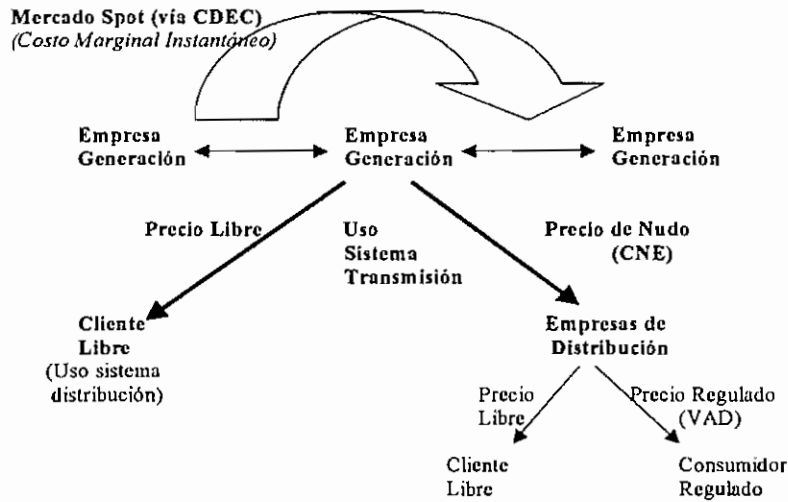 Mercado Spot (vía CDEC)
(Costo Marginal Instantáneo)
Empresa
Generación
Empresa
Generación
Empresa
Generación
Precio Libre
Uso
Sistema
Transmisión
Precio de Nudo
(CNE)
Cliente
Libre
(Uso sistema
distribución)
Empresas de
Distribución
Precio
Libre
Precio Regulado
(VAD)
Cliente
Libre
Consumidor
Regulado